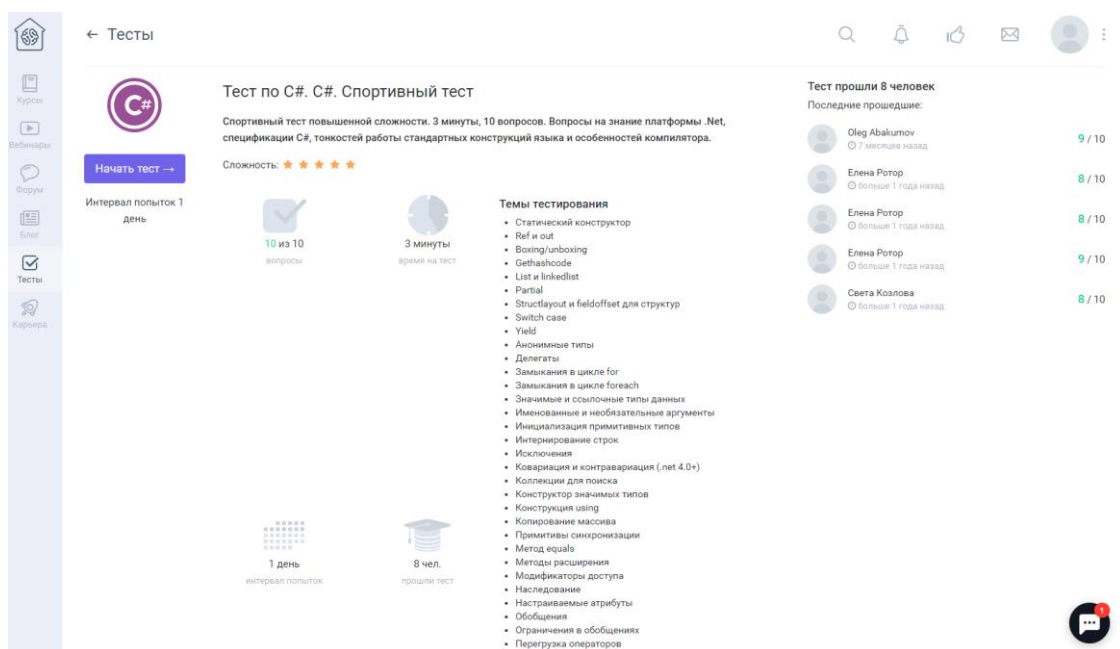 ← Тесты
Курсы
Вебинары
Форум
Блог
Тесты
Карьера
C#
Начать тест →
Интервал попыток 1
день
Тест по C#. C#. Спортивный тест
Спортивный тест повышенной сложности. 3 минуты, 10 вопросов. Вопросы на знание платформы .Net,
спецификации C#, тонкостей работы стандартных конструкций языка и особенностей компилятора.
Сложность:
10 из 10
вопросы
3 минуты
время на тест
1 день
интервал попыток
8 чел.
прошли тест
Темы тестирования
• Статический конструктор
• Ref и out
• Boxing/unboxing
• Gethashcode
• List и linkedlist
• Partial
• Structlayout и fieldoffset для структур
• Switch case
• Yield
• Анонимные типы
• Делегаты
• Замыкания в цикле for
• Замыкания в цикле foreach
• Значимые и ссылочные типы данных
• Именованные и необязательные аргументы
• Инициализация примитивных типов
• Интернирование строк
• Исключения
• Ковариация и контравариация (.net 4.0+)
• Коллекции для поиска
• Конструктор значимых типов
• Конструкция using
• Копирование массива
• Примитивы синхронизации
• Метод equals
• Методы расширения
• Модификаторы доступа
• Наследование
• Настраиваемые атрибуты
• Обобщения
• Ограничения в обобщениях
• Перегрузка операторов
Тест прошли 8 человек
Последние прошедшие:
Oleg Abakumov
7 месяцев назад
9 / 10
Елена Ротор
больше 1 года назад
8 / 10
Елена Ротор
больше 1 года назад
8 / 10
Елена Ротор
больше 1 года назад
9 / 10
Света Козлова
больше 1 года назад
8 / 10
1